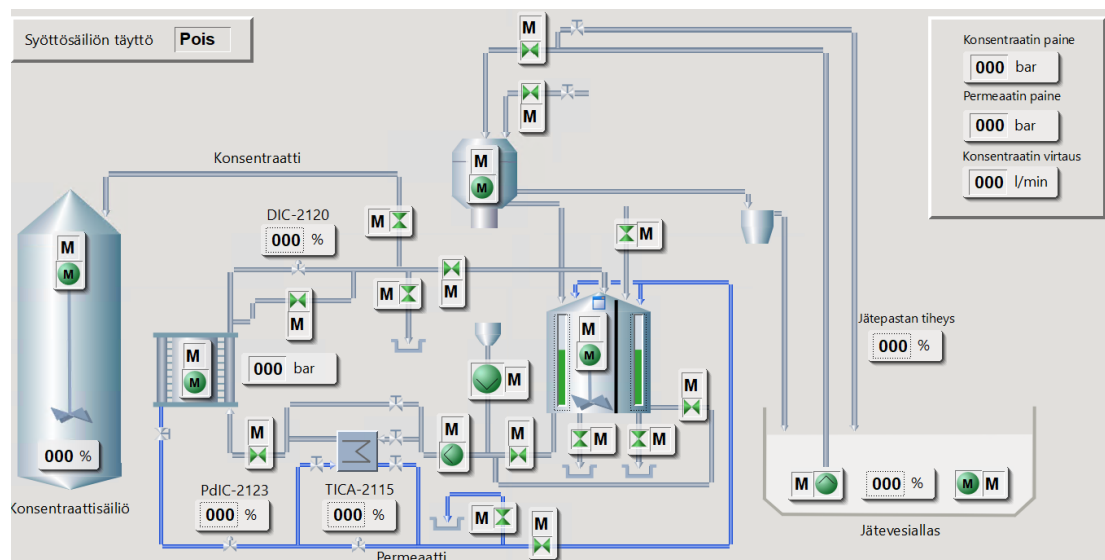 Syöttösäiliön täyttö Pois
M
Konsentraatin paine
000 bar
Permeaatin paine
000 bar
Konsentraatin virtaus
000 l/min
M
M
M
Konsentraatti
DIC-2120
000 %
M
M
M
M
M
M
M
M
M
M
M
000 bar
M
M
M
M
Jätepastan tiheys
000 %
M
M
M
M
M
000 %
Konsentraattisäiliö
PdIC-2123
000 %
TICA-2115
000 %
M
M
Permeaatti
M
000 %
M M
Jätevesiallas